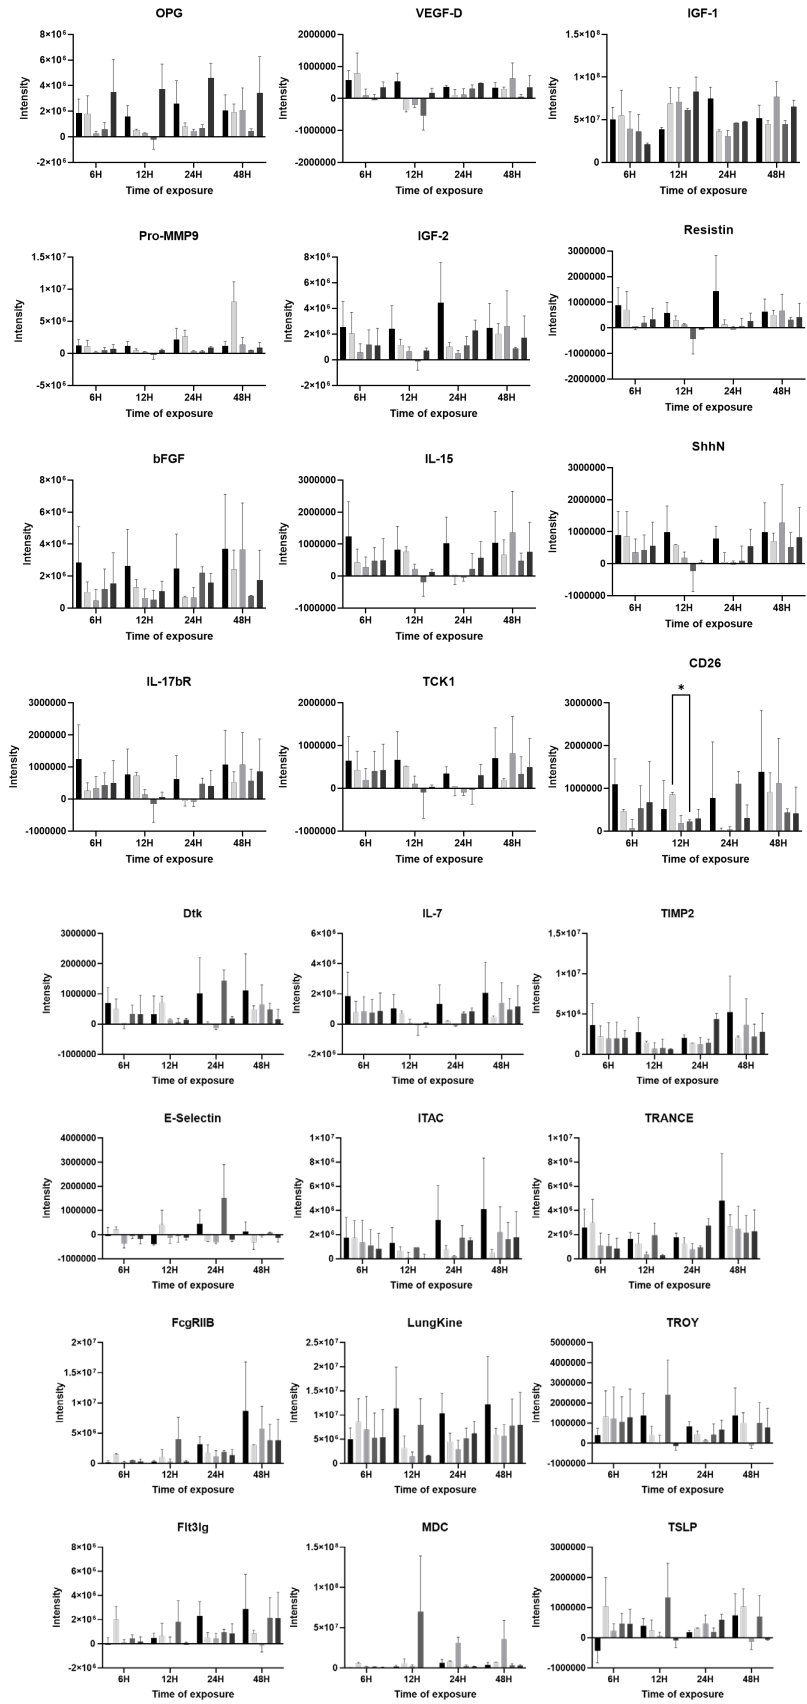 OPG
8×10⁶
6×10⁶
4×10⁶
2×10⁶
0
-2×10⁶
Intensity
6H 12H 24H 48H
Time of exposure
VEGF-D
2000000
1000000
0
-1000000
-2000000
Intensity
6H 12H 24H 48H
Time of exposure
IGF-1
1.5×10⁸
1×10⁸
5×10⁷
0
Intensity
6H 12H 24H 48H
Time of exposure
Pro-MMP9
1.5×10⁷
1×10⁷
5×10⁶
0
-5×10⁶
Intensity
6H 12H 24H 48H
Time of exposure
IGF-2
8×10⁶
6×10⁶
4×10⁶
2×10⁶
0
-2×10⁶
Intensity
6H 12H 24H 48H
Time of exposure
Resistin
3000000
2000000
1000000
0
-1000000
-2000000
Intensity
6H 12H 24H 48H
Time of exposure
bFGF
8×10⁶
6×10⁶
4×10⁶
2×10⁶
0
Intensity
6H 12H 24H 48H
Time of exposure
IL-15
3000000
2000000
1000000
0
-1000000
Intensity
6H 12H 24H 48H
Time of exposure
ShhN
3000000
2000000
1000000
0
-1000000
Intensity
6H 12H 24H 48H
Time of exposure
IL-17bR
3000000
2000000
1000000
0
-1000000
Intensity
6H 12H 24H 48H
Time of exposure
TCK1
2000000
1000000
0
-1000000
Intensity
6H 12H 24H 48H
Time of exposure
CD26
*
3000000
2000000
1000000
0
Intensity
6H 12H 24H 48H
Time of exposure
Dtk
3000000
2000000
1000000
0
-1000000
Intensity
6H 12H 24H 48H
Time of exposure
IL-7
6×10⁶
4×10⁶
2×10⁶
0
-2×10⁶
Intensity
6H 12H 24H 48H
Time of exposure
TIMP2
1.5×10⁷
1×10⁷
5×10⁶
0
Intensity
6H 12H 24H 48H
Time of exposure
E-Selectin
4000000
3000000
2000000
1000000
0
-1000000
Intensity
6H 12H 24H 48H
Time of exposure
ITAC
1×10⁷
8×10⁶
6×10⁶
4×10⁶
2×10⁶
0
Intensity
6H 12H 24H 48H
Time of exposure
TRANCE
1×10⁷
8×10⁶
6×10⁶
4×10⁶
2×10⁶
0
Intensity
6H 12H 24H 48H
Time of exposure
FcgRIIB
2×10⁷
1×10⁷
1×10⁷
5×10⁶
0
Intensity
6H 12H 24H 48H
Time of exposure
LungKine
2.5×10⁷
2×10⁷
1.5×10⁷
1×10⁷
5×10⁶
0
Intensity
6H 12H 24H 48H
Time of exposure
TROY
5000000
4000000
3000000
2000000
1000000
0
-1000000
Intensity
6H 12H 24H 48H
Time of exposure
Flt3lg
8×10⁶
6×10⁶
4×10⁶
2×10⁶
0
-2×10⁶
Intensity
6H 12H 24H 48H
Time of exposure
MDC
1.5×10⁸
1×10⁸
5×10⁷
0
Intensity
6H 12H 24H 48H
Time of exposure
TSLP
3000000
2000000
1000000
0
-1000000
Intensity
6H 12H 24H 48H
Time of exposure